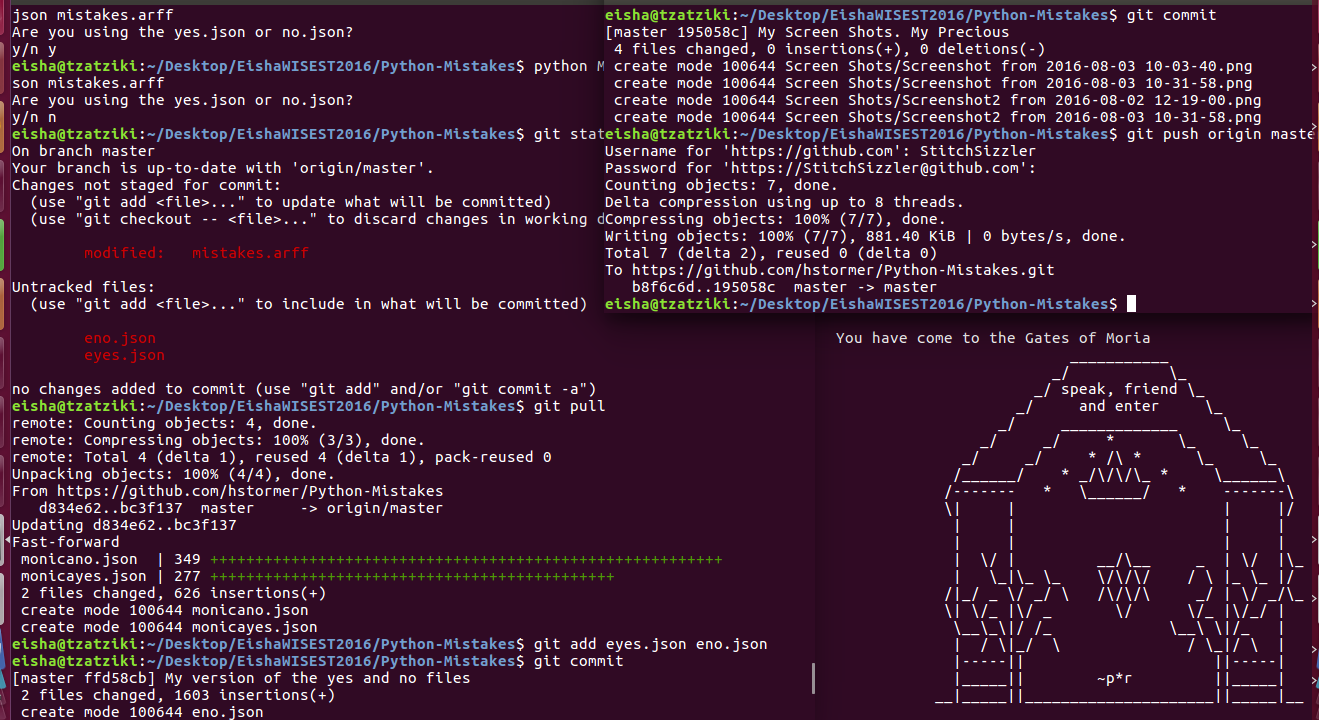 json mistakes.arff
Are you using the yes.json or no.json?
y/n y
eisha@tzatziki:~/Desktop/EishaWISEST2016/Python-Mistakes$ python M
son mistakes.arff
Are you using the yes.json or no.json?
y/n n
eisha@tzatziki:~/Desktop/EishaWISEST2016/Python-Mistakes$ git stat
On branch master
Your branch is up-to-date with 'origin/master'.
Changes not staged for commit:
  (use "git add <file>..." to update what will be committed)
  (use "git checkout -- <file>..." to discard changes in working d

        modified:   mistakes.arff

Untracked files:
  (use "git add <file>..." to include in what will be committed)

        eno.json
        eyes.json

no changes added to commit (use "git add" and/or "git commit -a")
eisha@tzatziki:~/Desktop/EishaWISEST2016/Python-Mistakes$ git pull
remote: Counting objects: 4, done.
remote: Compressing objects: 100% (3/3), done.
remote: Total 4 (delta 1), reused 4 (delta 1), pack-reused 0
Unpacking objects: 100% (4/4), done.
From https://github.com/hstormer/Python-Mistakes
   d834e62..bc3f137  master     -> origin/master
Updating d834e62..bc3f137
Fast-forward
 monicano.json  | 349 +++++++++++++++++++++++++++++++++++++++++++++++++++++++++
 monicayes.json | 277 +++++++++++++++++++++++++++++++++++++++++++++
 2 files changed, 626 insertions(+)
 create mode 100644 monicano.json
 create mode 100644 monicayes.json
eisha@tzatziki:~/Desktop/EishaWISEST2016/Python-Mistakes$ git add eyes.json eno.json
eisha@tzatziki:~/Desktop/EishaWISEST2016/Python-Mistakes$ git commit
[master ffd58cb] My version of the yes and no files
 2 files changed, 1603 insertions(+)
 create mode 100644 eno.json
eisha@tzatziki:~/Desktop/EishaWISEST2016/Python-Mistakes$ git commit
[master 195058c] My Screen Shots. My Precious
 4 files changed, 0 insertions(+), 0 deletions(-)
 create mode 100644 Screen Shots/Screenshot from 2016-08-03 10-03-40.png
 create mode 100644 Screen Shots/Screenshot from 2016-08-03 10-31-58.png
 create mode 100644 Screen Shots/Screenshot2 from 2016-08-02 12-19-00.png
 create mode 100644 Screen Shots/Screenshot2 from 2016-08-03 10-31-58.png
eisha@tzatziki:~/Desktop/EishaWISEST2016/Python-Mistakes$ git push origin maste
Username for 'https://github.com': StitchSizzler
Password for 'https://StitchSizzler@github.com':
Counting objects: 7, done.
Delta compression using up to 8 threads.
Compressing objects: 100% (7/7), done.
Writing objects: 100% (7/7), 881.40 KiB | 0 bytes/s, done.
Total 7 (delta 2), reused 0 (delta 0)
To https://github.com/hstormer/Python-Mistakes.git
   b8f6c6d..195058c  master -> master
eisha@tzatziki:~/Desktop/EishaWISEST2016/Python-Mistakes$
You have come to the Gates of Moria
speak, friend
and enter
~p*r